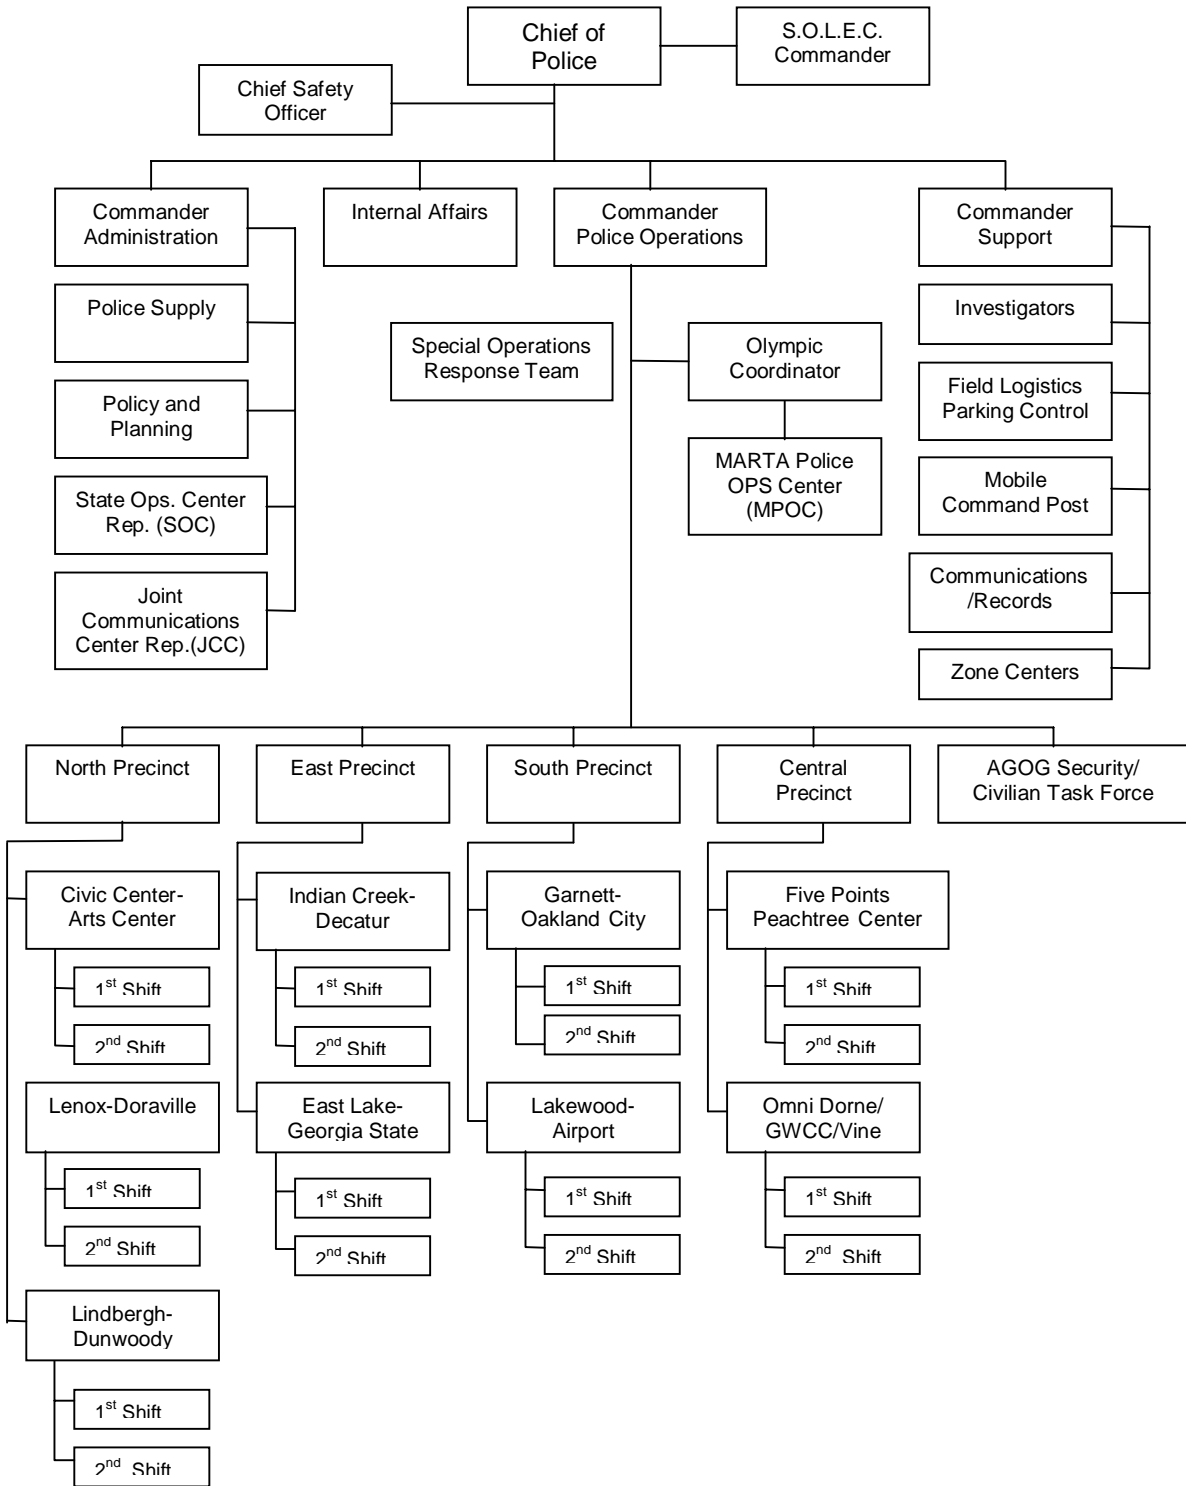 Chief of
Police
S.O.L.E.C.
Commander
Chief Safety
Officer
Commander
Administration
Internal Affairs
Commander
Police Operations
Commander
Support
Police Supply
Special Operations
Response Team
Olympic
Coordinator
Investigators
Policy and
Planning
Field Logistics
Parking Control
MARTA Police
OPS Center
(MPOC)
State Ops. Center
Rep. (SOC)
Mobile
Command Post
Joint
Communications
Center Rep.(JCC)
Communications
/Records
Zone Centers
North Precinct
East Precinct
South Precinct
Central
Precinct
AGOG Security/
Civilian Task Force
Civic Center-
Arts Center
1st Shift
2nd Shift
Lenox-Doraville
1st Shift
2nd Shift
Lindbergh-
Dunwoody
1st Shift
2nd Shift
Indian Creek-
Decatur
1st Shift
2nd Shift
East Lake-
Georgia State
1st Shift
2nd Shift
Garnett-
Oakland City
1st Shift
2nd Shift
Lakewood-
Airport
1st Shift
2nd Shift
Five Points
Peachtree Center
1st Shift
2nd Shift
Omni Dorne/
GWCC/Vine
1st Shift
2nd Shift